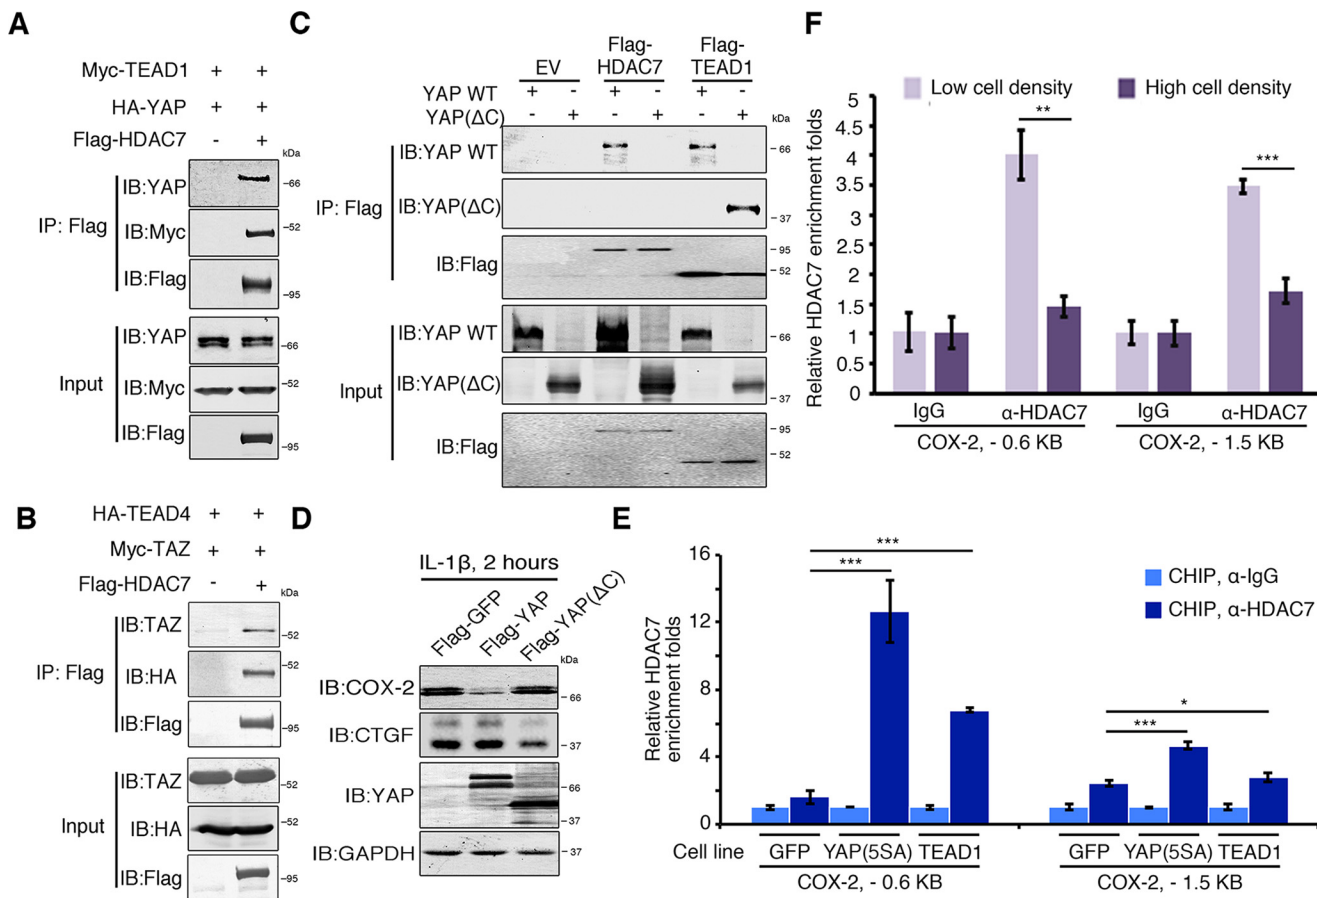 A
Myc-TEAD1 + +
HA-YAP + +
Flag-HDAC7 - +
kDa
IP: Flag
IB:YAP -66
IB:Myc -52
IB:Flag -95
Input
IB:YAP -66
IB:Myc -52
IB:Flag -95
B
HA-TEAD4 + +
Myc-TAZ + +
Flag-HDAC7 - +
kDa
IP: Flag
IB:TAZ -52
IB:HA -52
IB:Flag -95
Input
IB:TAZ -52
IB:HA -52
IB:Flag -95
C
EV Flag-HDAC7 Flag-TEAD1
YAP WT + - + - + -
YAP(ΔC) - + - + - +
kDa
IP: Flag
IB:YAP WT - 66
IB:YAP(ΔC) - 37
IB:Flag - 95 - 52
Input
IB:YAP WT - 66
IB:YAP(ΔC) - 37
IB:Flag - 95 - 52
D
IL-1β, 2 hours
Flag-GFP Flag-YAP Flag-YAP(ΔC)
kDa
IB:COX-2 - 66
IB:CTGF - 37
IB:YAP - 66 - 37
IB:GAPDH - 37
F
Low cell density High cell density
Relative HDAC7 enrichment folds
5
4.5
4
3.5
3
2.5
2
1.5
1
0.5
0
** ***
IgG α-HDAC7 IgG α-HDAC7
COX-2, - 0.6 KB COX-2, - 1.5 KB
E
Relative HDAC7
enrichment folds
16
12
8
4
0
***
***
*
***
CHIP, α-IgG
CHIP, α-HDAC7
Cell line GFP YAP(5SA) TEAD1 GFP YAP(5SA) TEAD1
COX-2, - 0.6 KB COX-2, - 1.5 KB